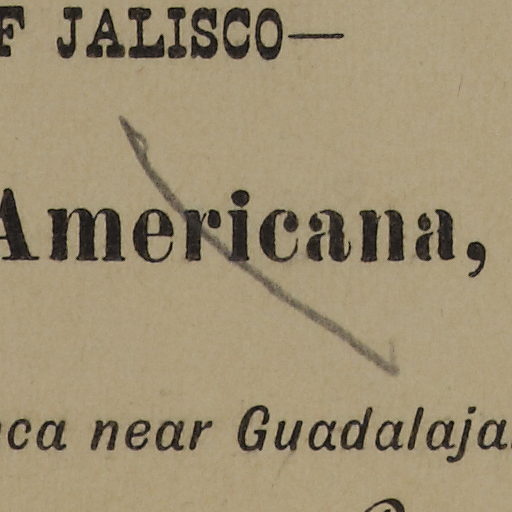 F JALISCO—
Americana,
ca near Guadalaja